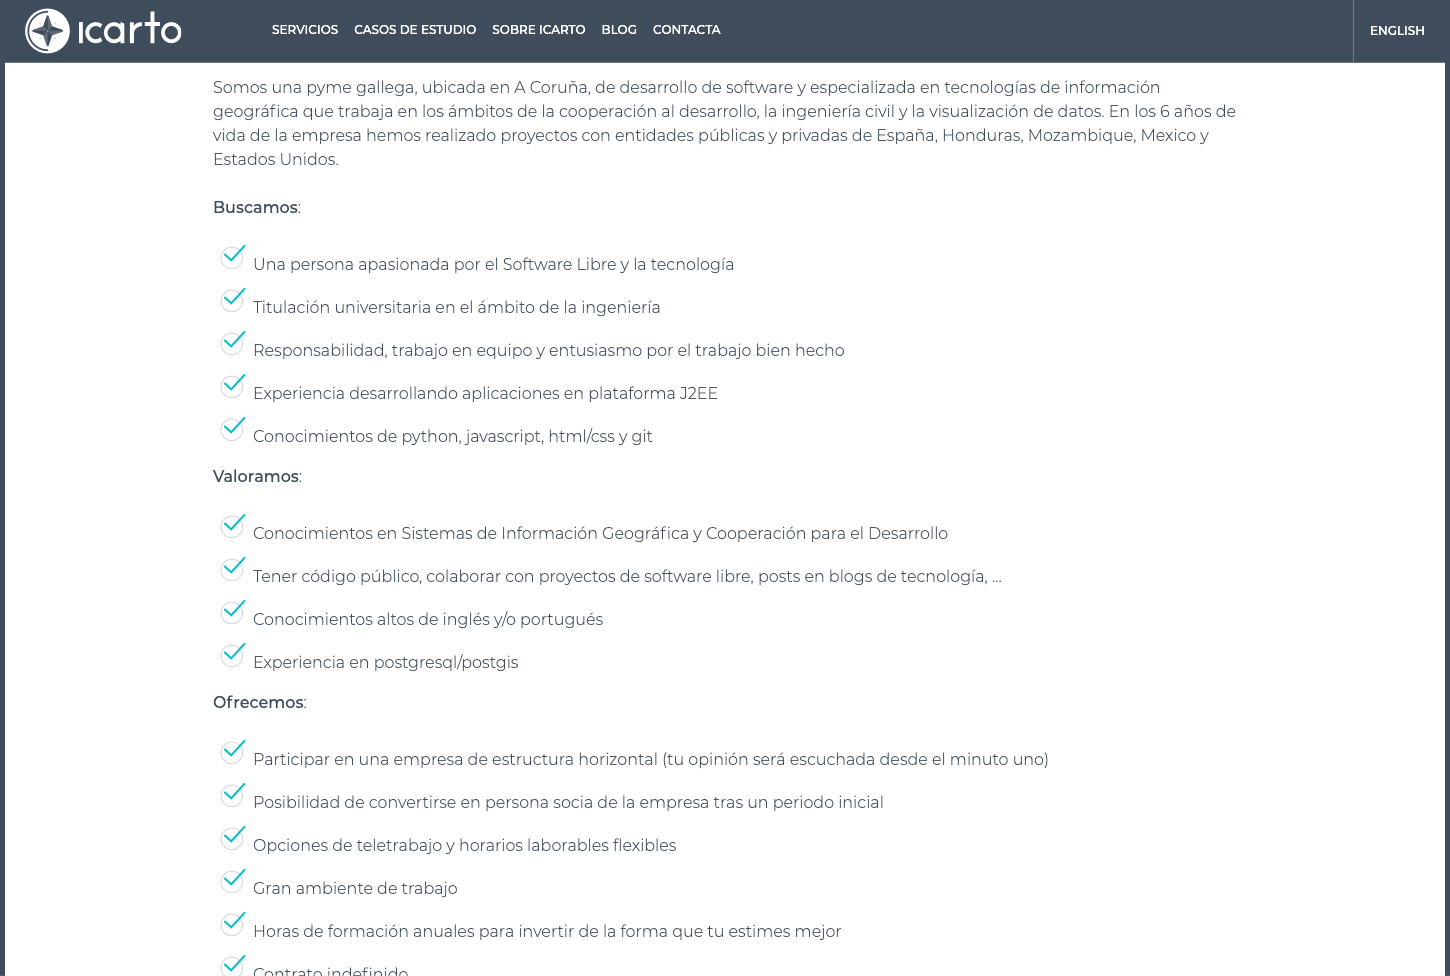 icarto
SERVICIOS CASOS DE ESTUDIO SOBRE ICARTO BLOG CONTACTA
ENGLISH
Somos una pyme gallega, ubicada en A Coruña, de desarrollo de software y especializada en tecnologías de información
geográfica que trabaja en los ámbitos de la cooperación al desarrollo, la ingeniería civil y la visualización de datos. En los 6 años de
vida de la empresa hemos realizado proyectos con entidades públicas y privadas de España, Honduras, Mozambique, Mexico y
Estados Unidos.
Buscamos:
Una persona apasionada por el Software Libre y la tecnología
Titulación universitaria en el ámbito de la ingeniería
Responsabilidad, trabajo en equipo y entusiasmo por el trabajo bien hecho
Experiencia desarrollando aplicaciones en plataforma J2EE
Conocimientos de python, javascript, html/css y git
Valoramos:
Conocimientos en Sistemas de Información Geográfica y Cooperación para el Desarrollo
Tener código público, colaborar con proyectos de software libre, posts en blogs de tecnología, ...
Conocimientos altos de inglés y/o portugués
Experiencia en postgresql/postgis
Ofrecemos:
Participar en una empresa de estructura horizontal (tu opinión será escuchada desde el minuto uno)
Posibilidad de convertirse en persona socia de la empresa tras un periodo inicial
Opciones de teletrabajo y horarios laborables flexibles
Gran ambiente de trabajo
Horas de formación anuales para invertir de la forma que tu estimes mejor
Contrato indefinido